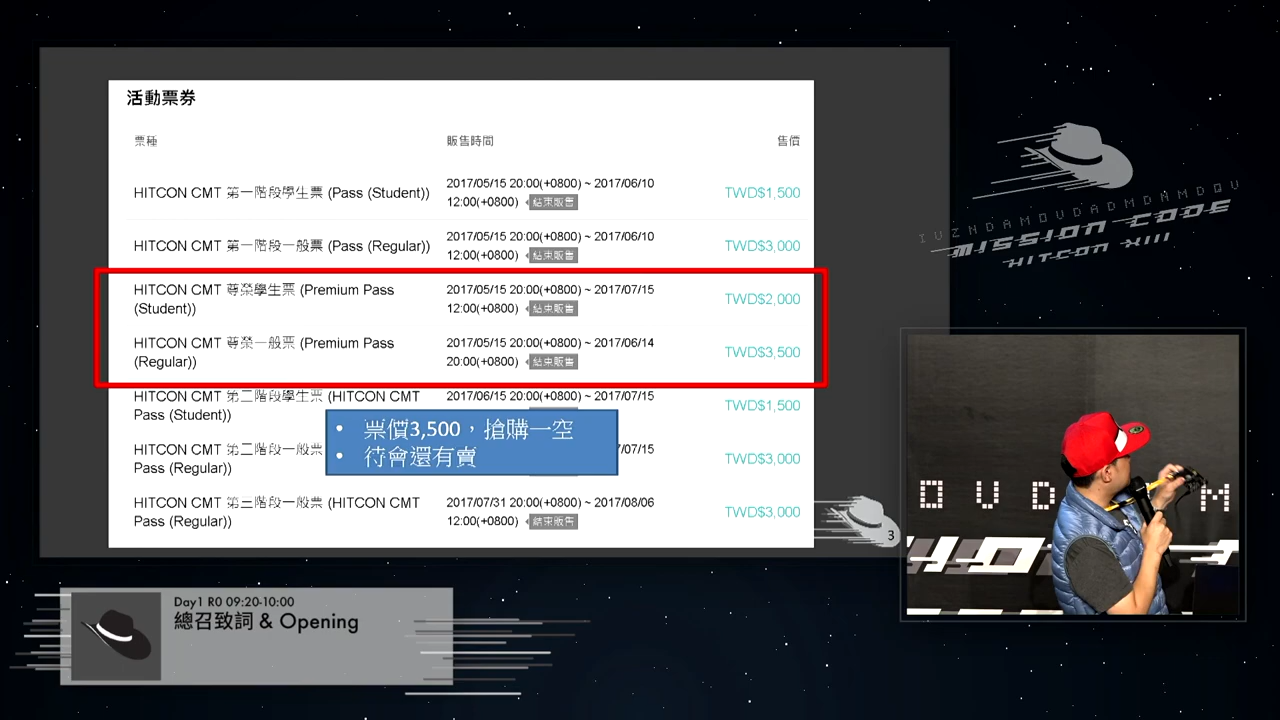 活動票券
票種 販售時間 售價
HITCON CMT 第一階段學生票 (Pass (Student)) 2017/05/15 20:00(+0800) ~ 2017/06/10 TWD$1,500
12:00(+0800) 結束販售
HITCON CMT 第一階段一般票 (Pass (Regular)) 2017/05/15 20:00(+0800) ~ 2017/06/10 TWD$3,000
12:00(+0800) 結束販售
HITCON CMT 尊榮學生票 (Premium Pass 2017/05/15 20:00(+0800) ~ 2017/07/15 TWD$2,000
(Student)) 12:00(+0800) 結束販售
HITCON CMT 尊榮一般票 (Premium Pass 2017/05/15 20:00(+0800) ~ 2017/06/14 TWD$3,500
(Regular)) 20:00(+0800) 結束販售
HITCON CMT 第二階段學生票 (HITCON CMT 2017/06/15 20:00(+0800) ~ 2017/07/15 TWD$1,500
Pass (Student))
• 票價3,500，搶購一空
• 待會還有賣
HITCON CMT 第二階段一般票 /07/15 TWD$3,000
Pass (Regular))
HITCON CMT 第三階段一般票 (HITCON CMT 2017/07/31 20:00(+0800) ~ 2017/08/06 TWD$3,000
Pass (Regular)) 12:00(+0800) 結束販售
3
IUZNDAMOUDADMDNMDQU
MISSION CODE
HITCON XIII
OUD M
Day1 R0 09:20-10:00
總召致詞 & Opening